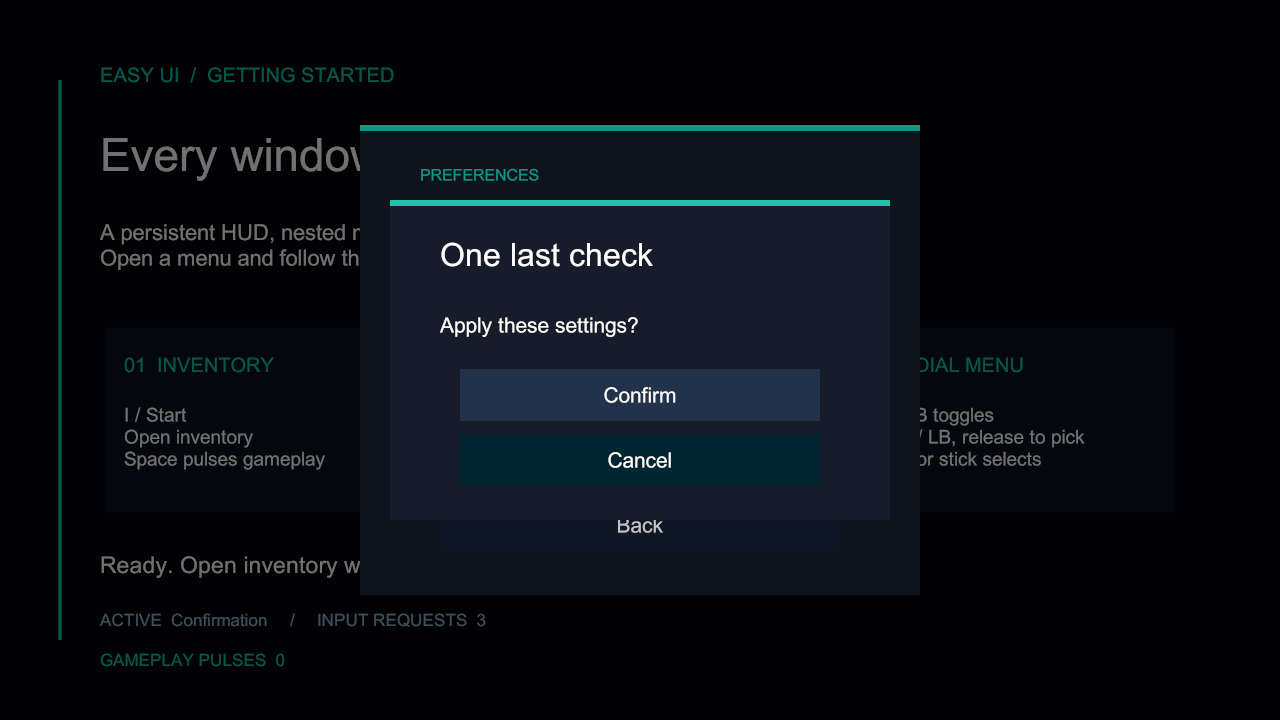 EASY UI / GETTING STARTED
Every window
A persistent HUD, nested
Open a menu and follow
PREFERENCES
One last check
Apply these settings?
Confirm
Cancel
Back
01 INVENTORY
I / Start
Open inventory
Space pulses gameplay
DIAL MENU
B toggles
/ LB, release to pick
or stick selects
Ready. Open inventory
ACTIVE Confirmation / INPUT REQUESTS 3
GAMEPLAY PULSES 0